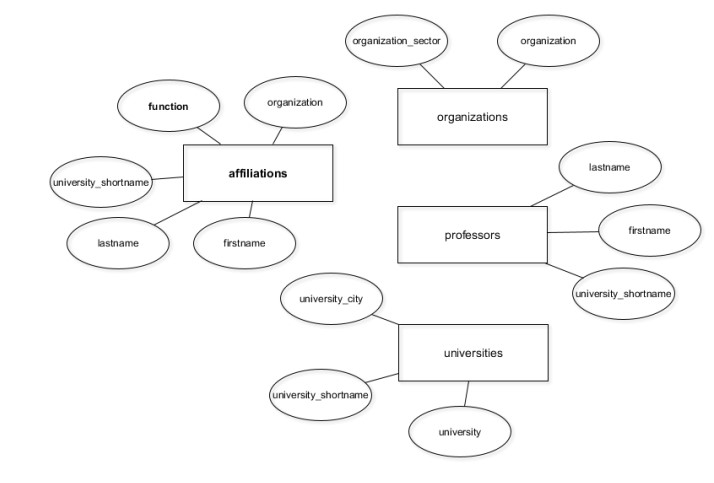 organization_sector
organization
organizations
function
organization
affiliations
university_shortname
lastname
firstname
lastname
professors
firstname
university_shortname
university_city
universities
university_shortname
university